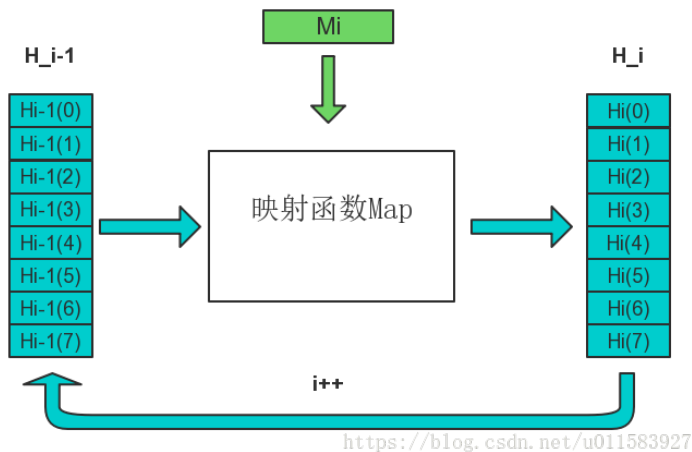 Mi
H_i-1
H_i
Hi-1(0)
Hi-1(1)
Hi-1(2)
Hi-1(3)
Hi-1(4)
Hi-1(5)
Hi-1(6)
Hi-1(7)
映射函数Map
Hi(0)
Hi(1)
Hi(2)
Hi(3)
Hi(4)
Hi(5)
Hi(6)
Hi(7)
i++
https://blog.csdn.net/u011583927